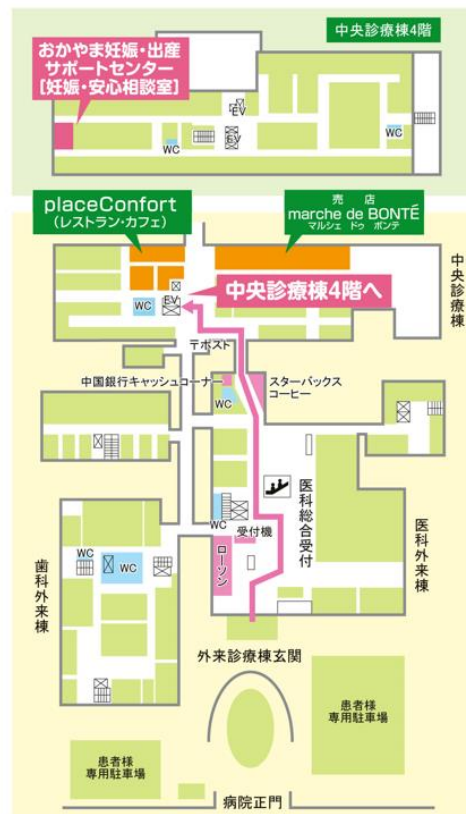 中央診療棟4階
おかやま妊娠・出産
サポートセンター
［妊娠・安心相談室］
EV
EV
WC
WC
placeConfort
（レストラン・カフェ）
売店
marche de BONTÉ
マルシェ ドゥ ボンテ
中央診療棟
WC
EV
中央診療棟4階へ
〒ポスト
中国銀行キャッシュコーナー
スターバックス
コーヒー
WC
医科総合受付
WC
受付機
ローソン
医科外来棟
歯科外来棟
WC
WC
外来診療棟玄関
患者様
専用駐車場
患者様
専用駐車場
病院正門